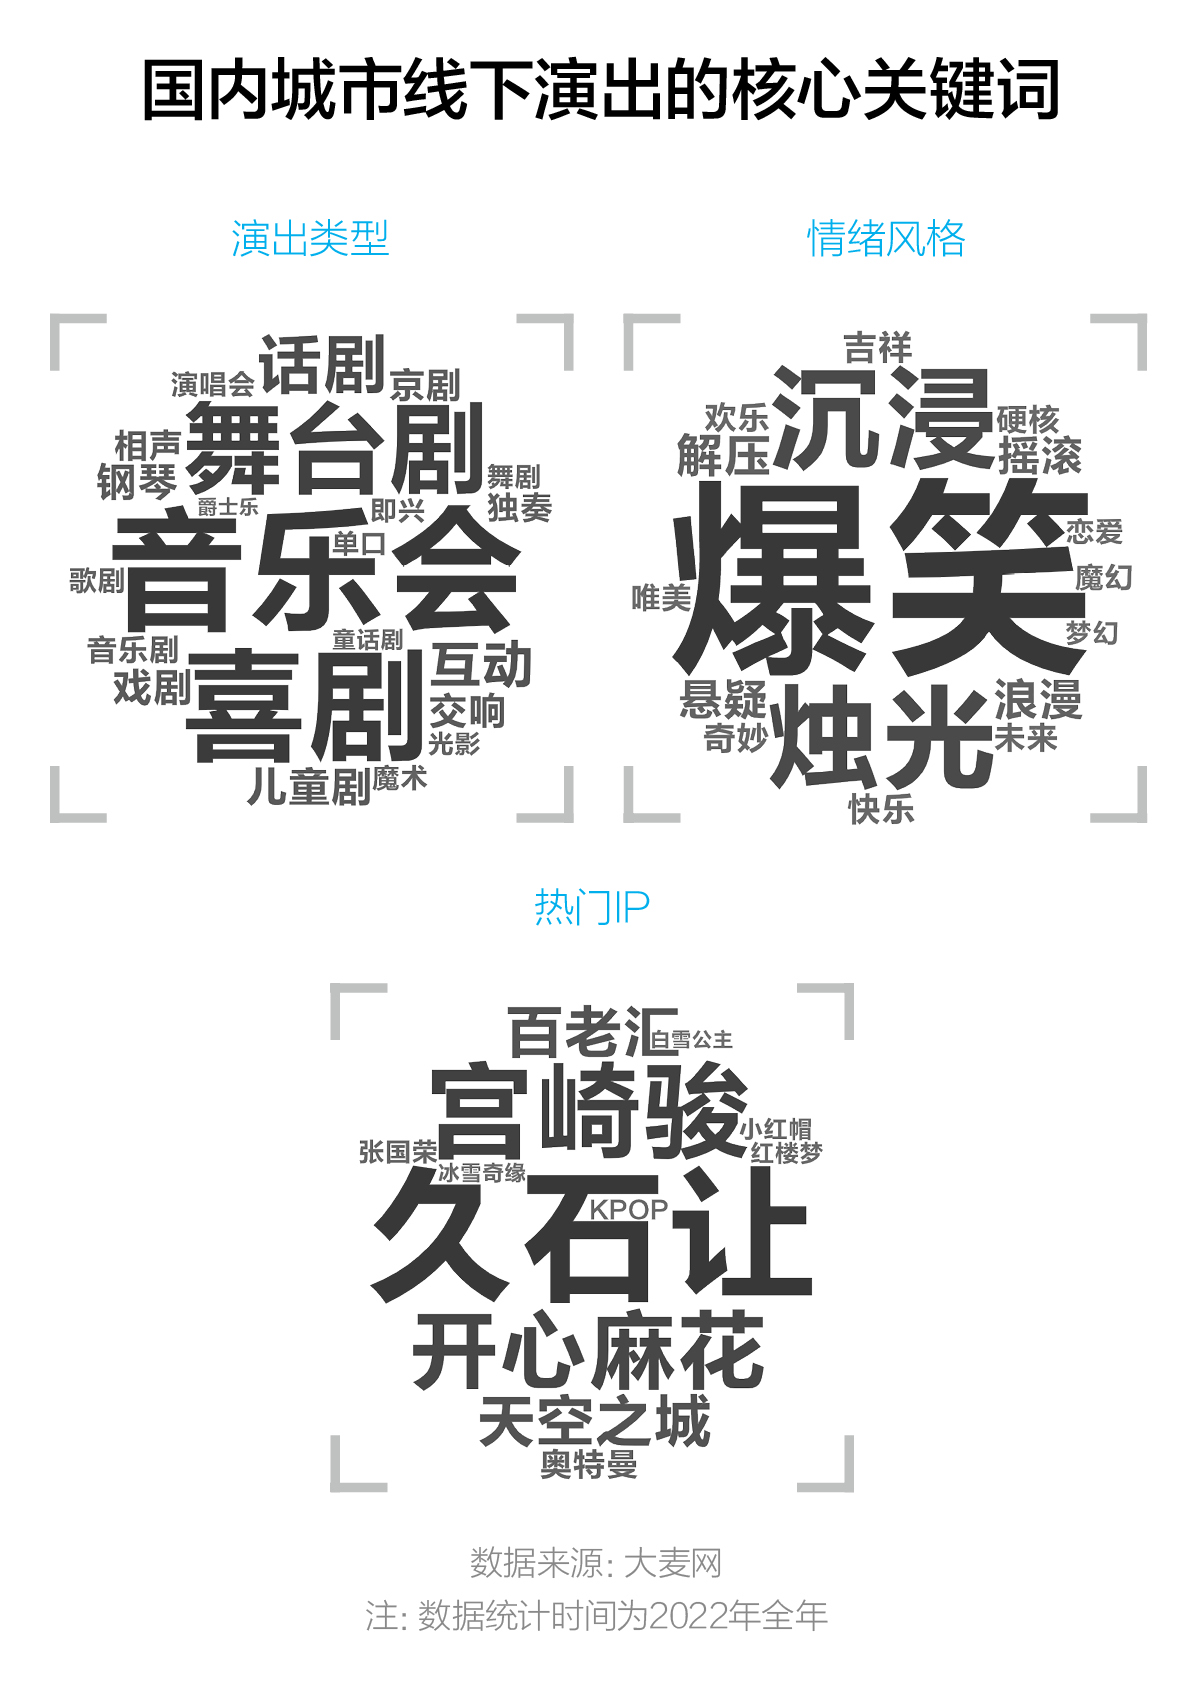 国内城市线下演出的核心关键词
演出类型
话剧
演唱会
京剧
舞台剧
相声
钢琴
舞剧
独奏
爵士乐
即兴
音乐会
单口
歌剧
童话剧
音乐剧
戏剧
喜剧
互动
交响
光影
儿童剧
魔术
情绪风格
吉祥
沉浸
欢乐
硬核
解压
摇滚
爆笑
恋爱
魔幻
唯美
梦幻
悬疑
浪漫
烛光
奇妙
未来
快乐
热门IP
百老汇
白雪公主
宫崎骏
小红帽
张国荣
红楼梦
冰雪奇缘
久石让
KPOP
开心麻花
天空之城
奥特曼
数据来源：大麦网
注：数据统计时间为2022年全年